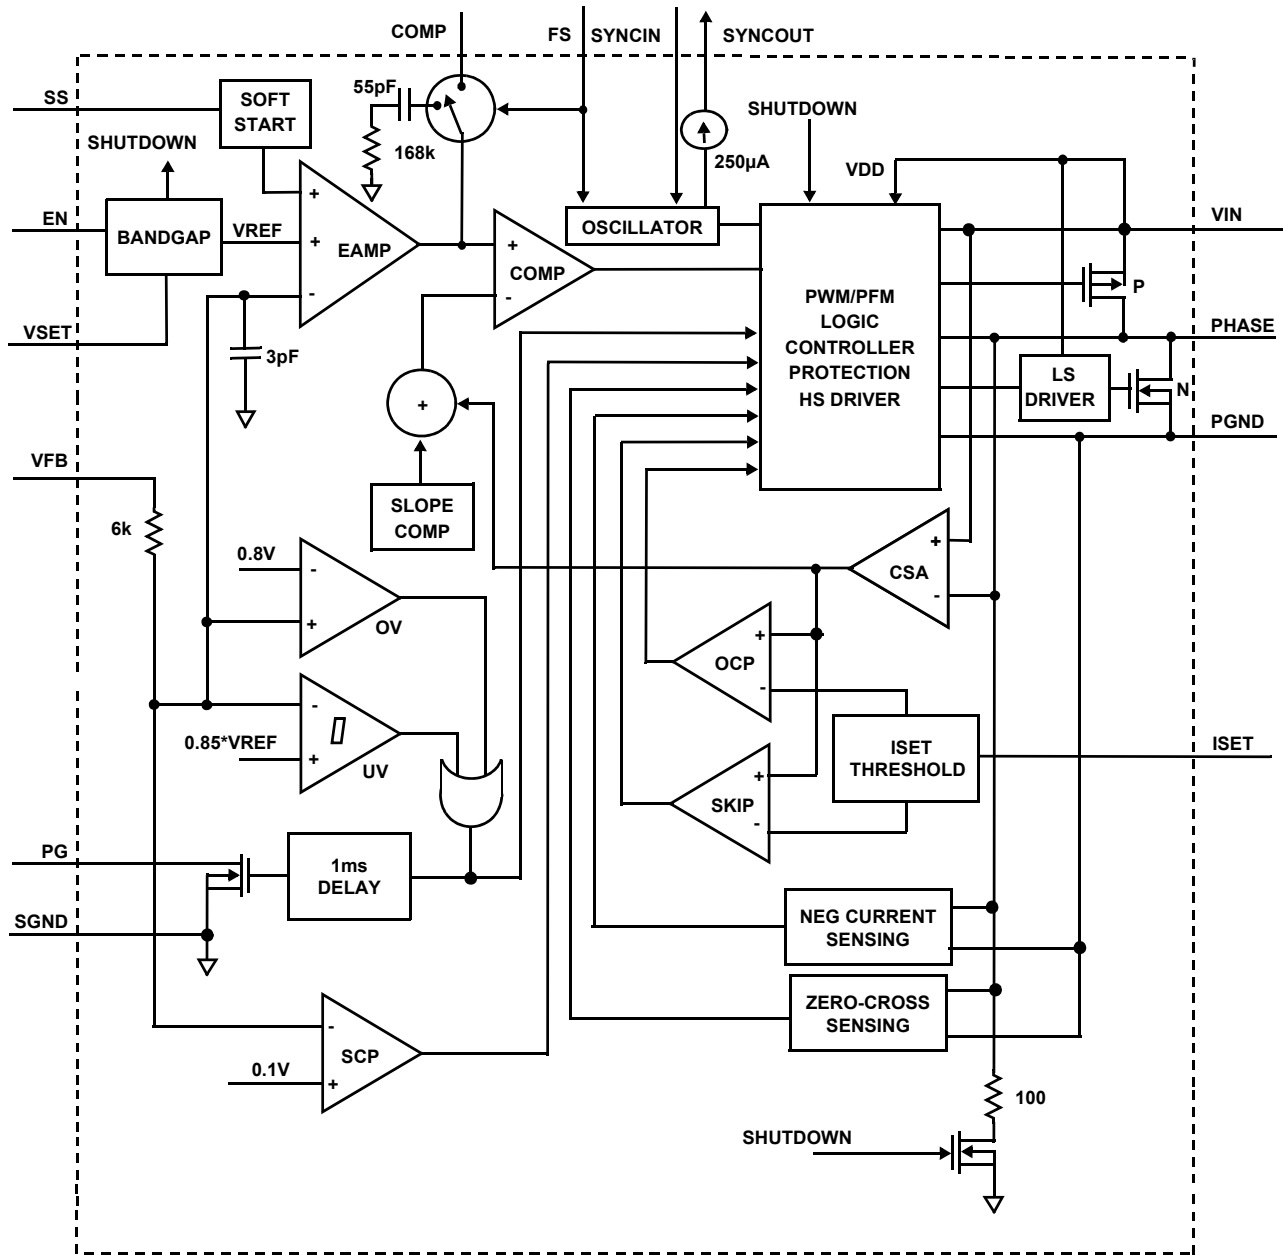 COMP
FS
SYNCIN
SYNCOUT
SS
SOFT
START
55pF
168k
SHUTDOWN
250µA
SHUTDOWN
VDD
EN
BANDGAP
VREF
+
+
-
EAMP
VSET
3pF
+
-
COMP
OSCILLATOR
PWM/PFM
LOGIC
CONTROLLER
PROTECTION
HS DRIVER
VIN
P
PHASE
LS
DRIVER
N
PGND
+
SLOPE
COMP
VFB
6k
0.8V
-
+
OV
0.85*VREF
-
+
UV
+
-
CSA
+
-
OCP
ISET
THRESHOLD
ISET
+
-
SKIP
PG
1ms
DELAY
SGND
NEG CURRENT
SENSING
ZERO-CROSS
SENSING
-
+
SCP
0.1V
100
SHUTDOWN